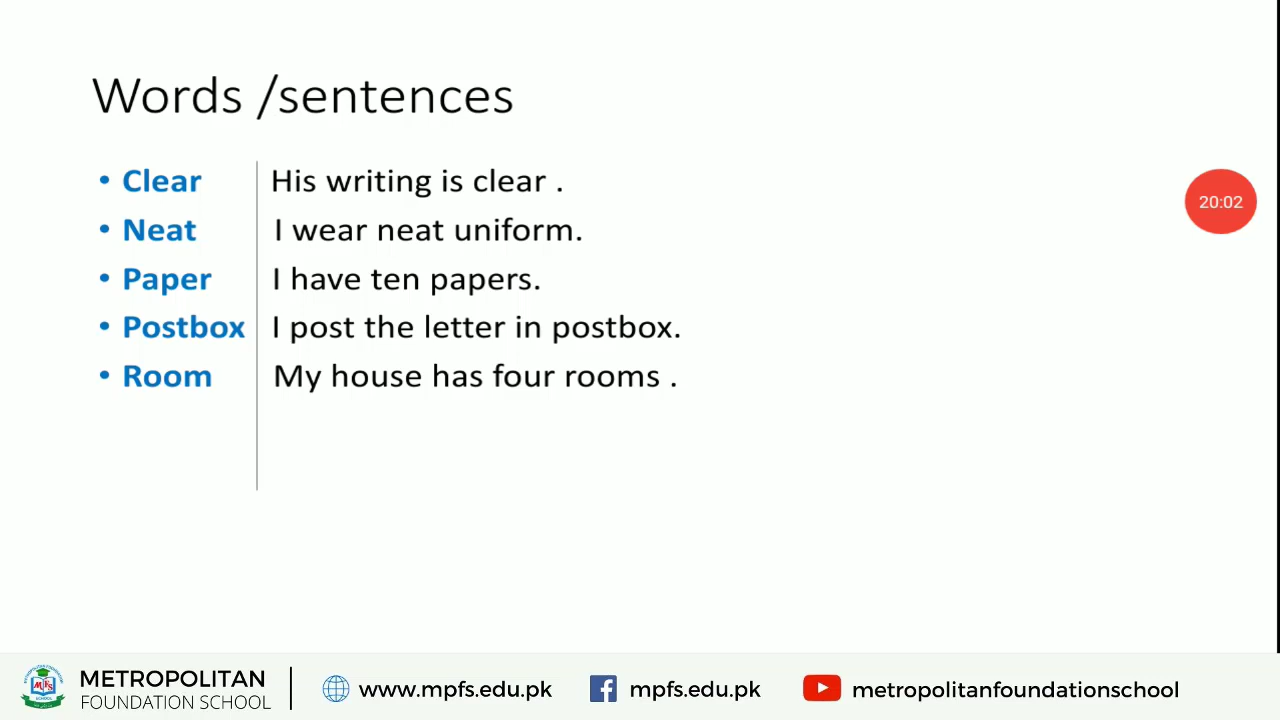 Words /sentences
• Clear His writing is clear .
• Neat I wear neat uniform.
• Paper I have ten papers.
• Postbox I post the letter in postbox.
• Room My house has four rooms .
20:02
METROPOLITAN
FOUNDATION SCHOOL
www.mpfs.edu.pk
mpfs.edu.pk
metropolitanfoundationschool